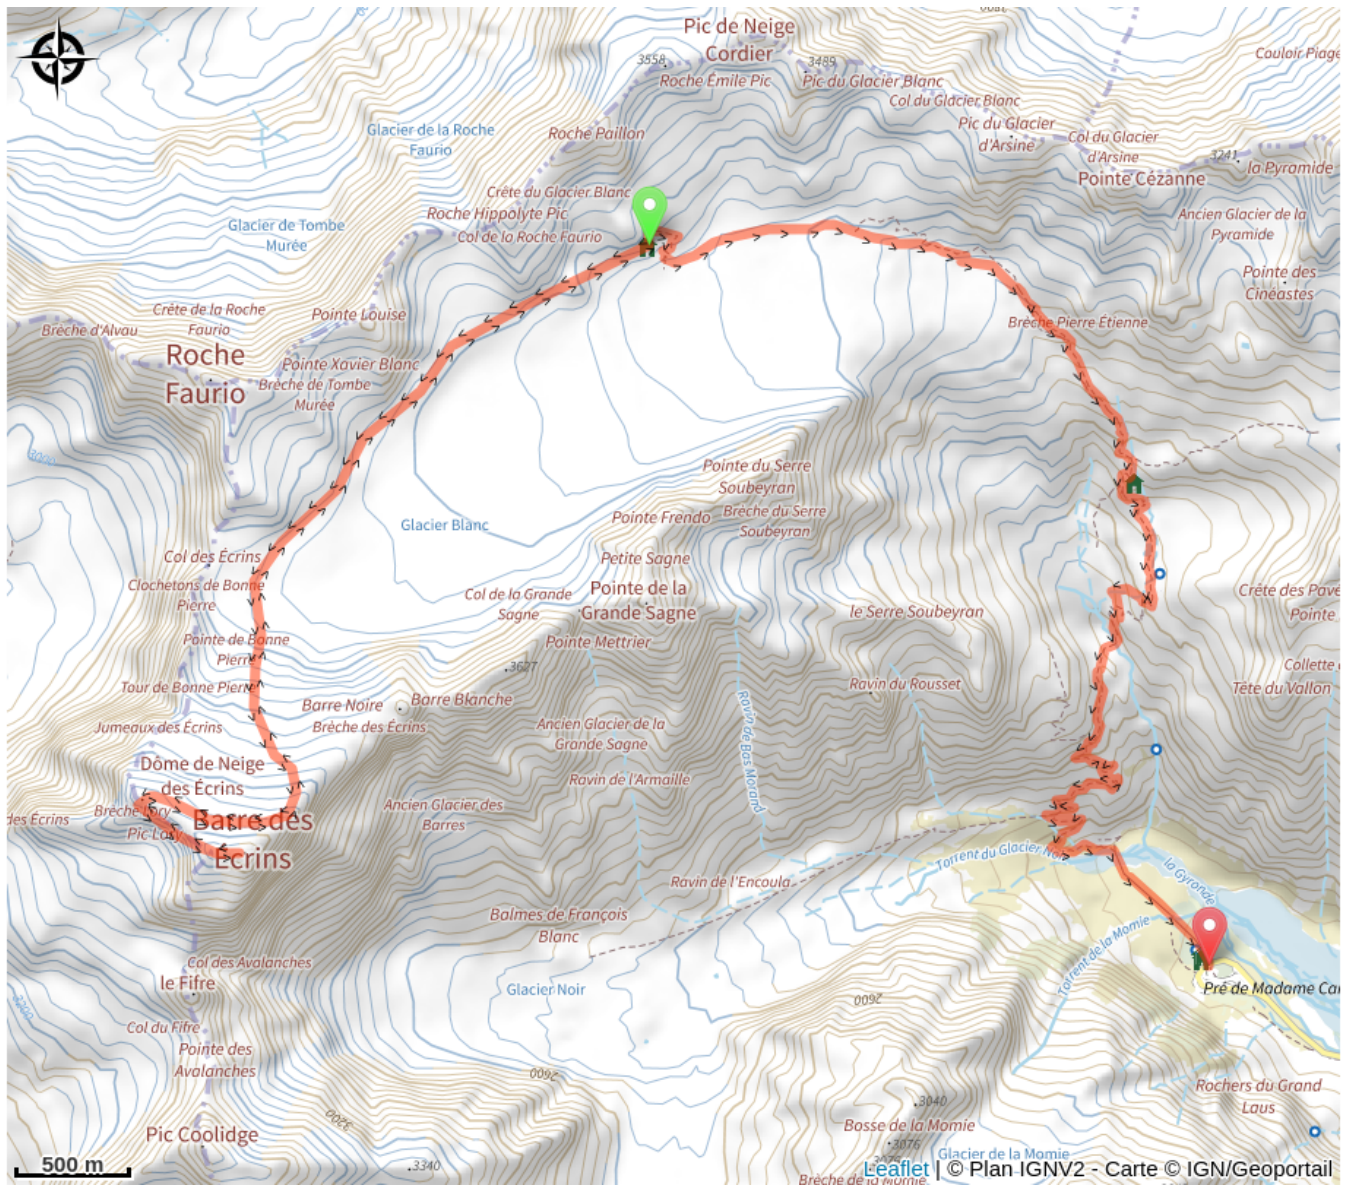 Pic de Neige
Cordier
Couloir Piage
3558
3489
Roche Émile Pic
Pic du Glacier Blanc
Col du Glacier Blanc
Glacier de la Roche
Faurio
Roche Paillon
Pic du Glacier
d'Arsine
Col du Glacier
d'Arsine
3241
la Pyramide
Pointe Cézanne
Crête du Glacier Blanc
Roche Hippolyte Pic
Col de la Roche Faurio
Glacier de Tombe
Murée
Ancien Glacier de la
Pyramide
Pointe des
Cinéastes
Crête de la Roche
Faurio
Pointe Louise
Brèche d'Alvau
Brèche Pierre Étienne
Roche
Faurio
Pointe Xavier Blanc
Brèche de Tombe
Murée
3000
Pointe du Serre
Soubeyran
Pointe Frendo
Brèche du Serre
Soubeyran
Glacier Blanc
Col des Écrins
Petite Sagne
Clochetons de Bonne
Pierre
Col de la Grande
Sagne
Pointe de la
Grande Sagne
le Serre Soubeyran
Crête des Pavé
Pointe
Pointe de Bonne
Pierre
Pointe Mettrier
3627
Collette
Tête du Vallon
Tour de Bonne Pierre
Barre Noire
Barre Blanche
Ravin du Rousset
Jumeaux des Écrins
Brèche des Écrins
Ancien Glacier de la
Grande Sagne
Ravin de Bas Morand
Dôme de Neige
des Écrins
Ravin de l'Armaille
des Écrins
Brèche Lory
Pic Lory
Barre des
Écrins
Ancien Glacier des
Barres
Torrent du Glacier Noir
la Gyronde
Ravin de l'Encoula
Balmes de François
Blanc
Torrent de la Momie
Col des Avalanches
le Fifre
Glacier Noir
Pré de Madame Car
2600
3200
Col du Fifre
Pointe des
Avalanches
2600
Rochers du Grand
Laus
3200
3040
Pic Coolidge
Bosse de la Momie
3076
3340
Glacier de la Momie
Brèche de la Momie
500 m
Leaflet | © Plan IGNV2 - Carte © IGN/Geoportail